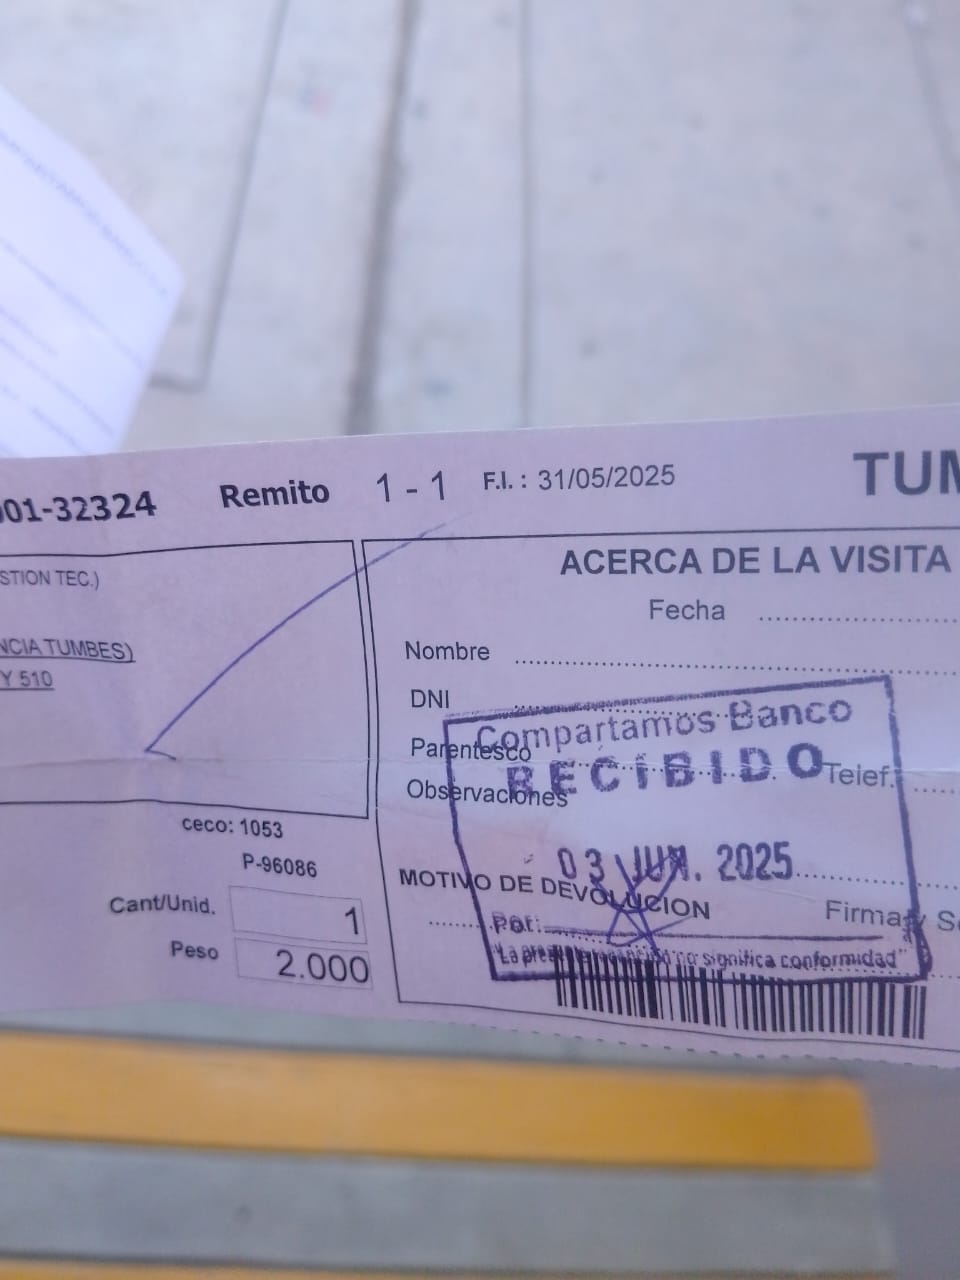 001-32324 Remito 1 - 1 F.I. : 31/05/2025 TUM
STION TEC.)
NCIA TUMBES)
Y 510
ceco: 1053
P-96086
Cant/Unid. 1
Peso 2.000
ACERCA DE LA VISITA
Fecha
Nombre
DNI
Parentesco
Telef.
Observaciones
Compartamos Banco
RECIBIDO
03 JUN. 2025
MOTIVO DE DEVOLUCION
Firma y Se
Por:
no significa conformidad"